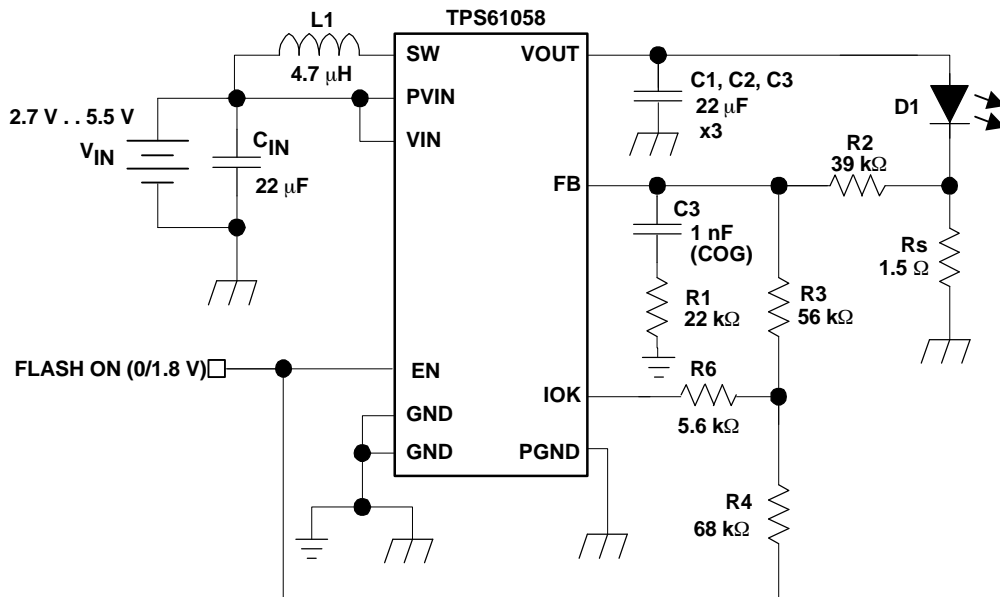 TPS61058
L1
4.7 μH
SW
VOUT
C1, C2, C3
22 μF
x3
D1
2.7 V . . 5.5 V
VIN
PVIN
VIN
CIN
22 μF
R2
39 kΩ
FB
C3
1 nF
(COG)
Rs
1.5 Ω
R1
22 kΩ
R3
56 kΩ
FLASH ON (0/1.8 V)
EN
R6
IOK
5.6 kΩ
GND
GND
PGND
R4
68 kΩ